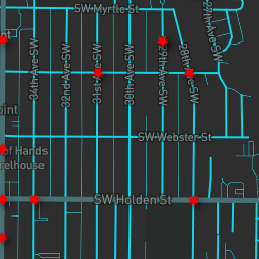 SW Myrtle St
27th Ave SW
nt
34th Ave SW
32nd Ave SW
31st Ave SW
30th Ave SW
29th Ave SW
28th Ave SW
oint
SW Webster St
of Hands
relhouse
SW Holden St